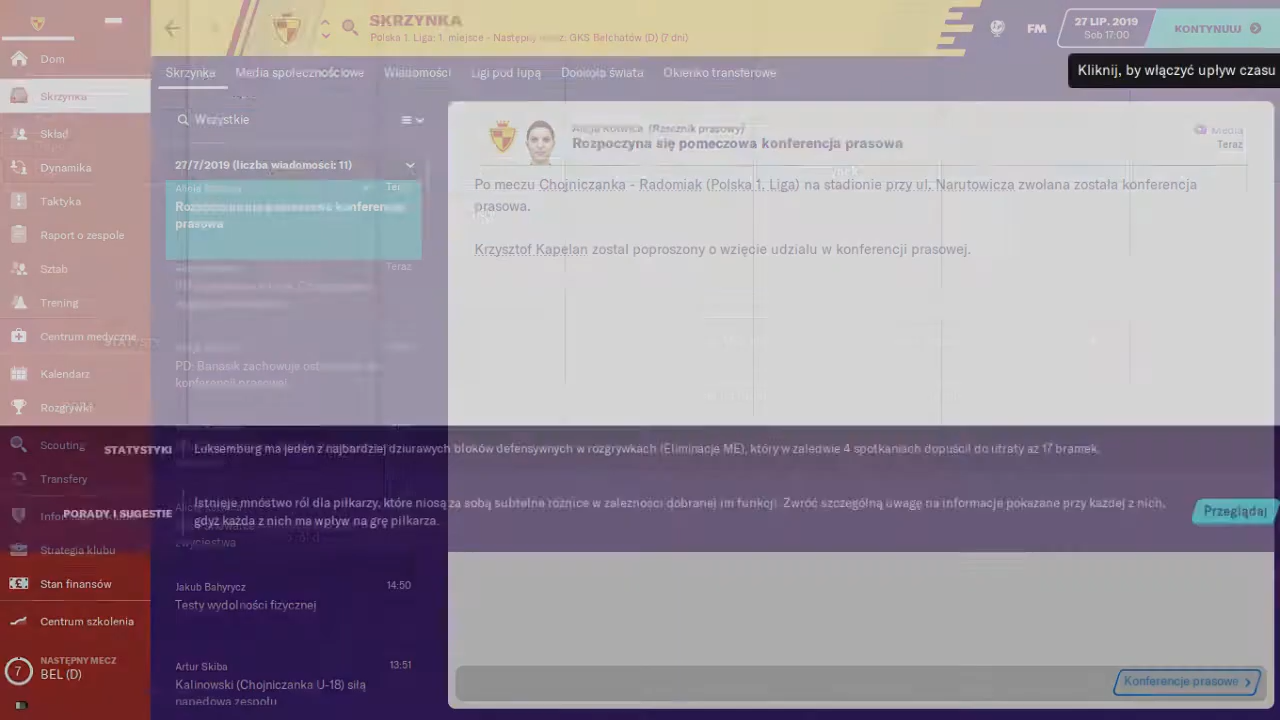 SKRZYNKA
Polska 1. Liga: 1. miejsce - Następny mecz: GKS Bełchatów (D) (7 dni)
FM
27 LIP. 2019
Sob 17:00
KONTYNUUJ
Kliknij, by włączyć upływ czasu
Skrzynka
Media społecznościowe
Wiadomości
Ligi pod lupą
Dookoła świata
Okienko transferowe
Dom
Skrzynka
Skład
Dynamika
Taktyka
Raport o zespole
Sztab
Trening
Centrum medyczne
Kalendarz
Rozgrywki
Scouting
Transfery
Strategia klubu
Stan finansów
Centrum szkolenia
NASTĘPNY MECZ
7
BEL (D)
Wszystkie
27/7/2019 (liczba wiadomości: 11)
Teraz
PD: Banasik zachowuje
konferencji prasowej
zwycięstwa
Jakub Bahyrycz
14:50
Testy wydolności fizycznej
Artur Skiba
13:51
Kalinowski (Chojniczanka U-18) siłą
napędową zespołu
(Rzecznik prasowy)
Rozpoczyna się pomeczowa konferencja prasowa
Media
Teraz
Po meczu Chojniczanka - Radomiak (Polska 1. Liga) na stadionie przy ul. Narutowicza zwołana została konferencja
prasowa.
Krzysztof Kapelan został poproszony o wzięcie udziału w konferencji prasowej.
STATYSTYKI
Luksemburg ma jeden z najbardziej dziurawych bloków defensywnych w rozgrywkach (Eliminacje ME), który w zaledwie 4 spotkaniach dopuścił do utraty aż 17 bramek.
PORADY I SUGESTIE
Istnieje mnóstwo ról dla piłkarzy, które niosą za sobą subtelne różnice w zależności dobranej im funkcji. Zwróć szczególną uwagę na informacje pokazane przy każdej z nich,
gdyż każda z nich ma wpływ na grę piłkarza.
Przeglądaj
Konferencje prasowe